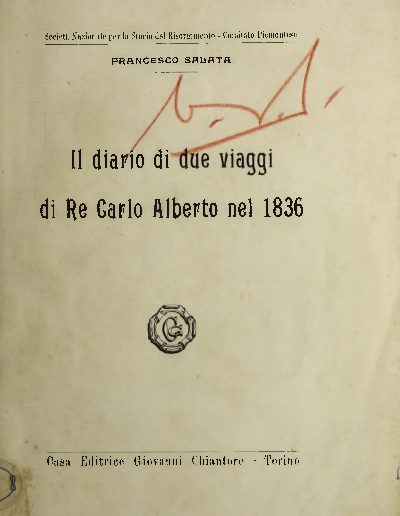 Società Nazionale per la Storia del Risorgimento - Comitato Piemontese
FRANCESCO SALATA
Il diario di due viaggi
di Re Carlo Alberto nel 1836
Casa Editrice Giovanni Chiantore - Torino